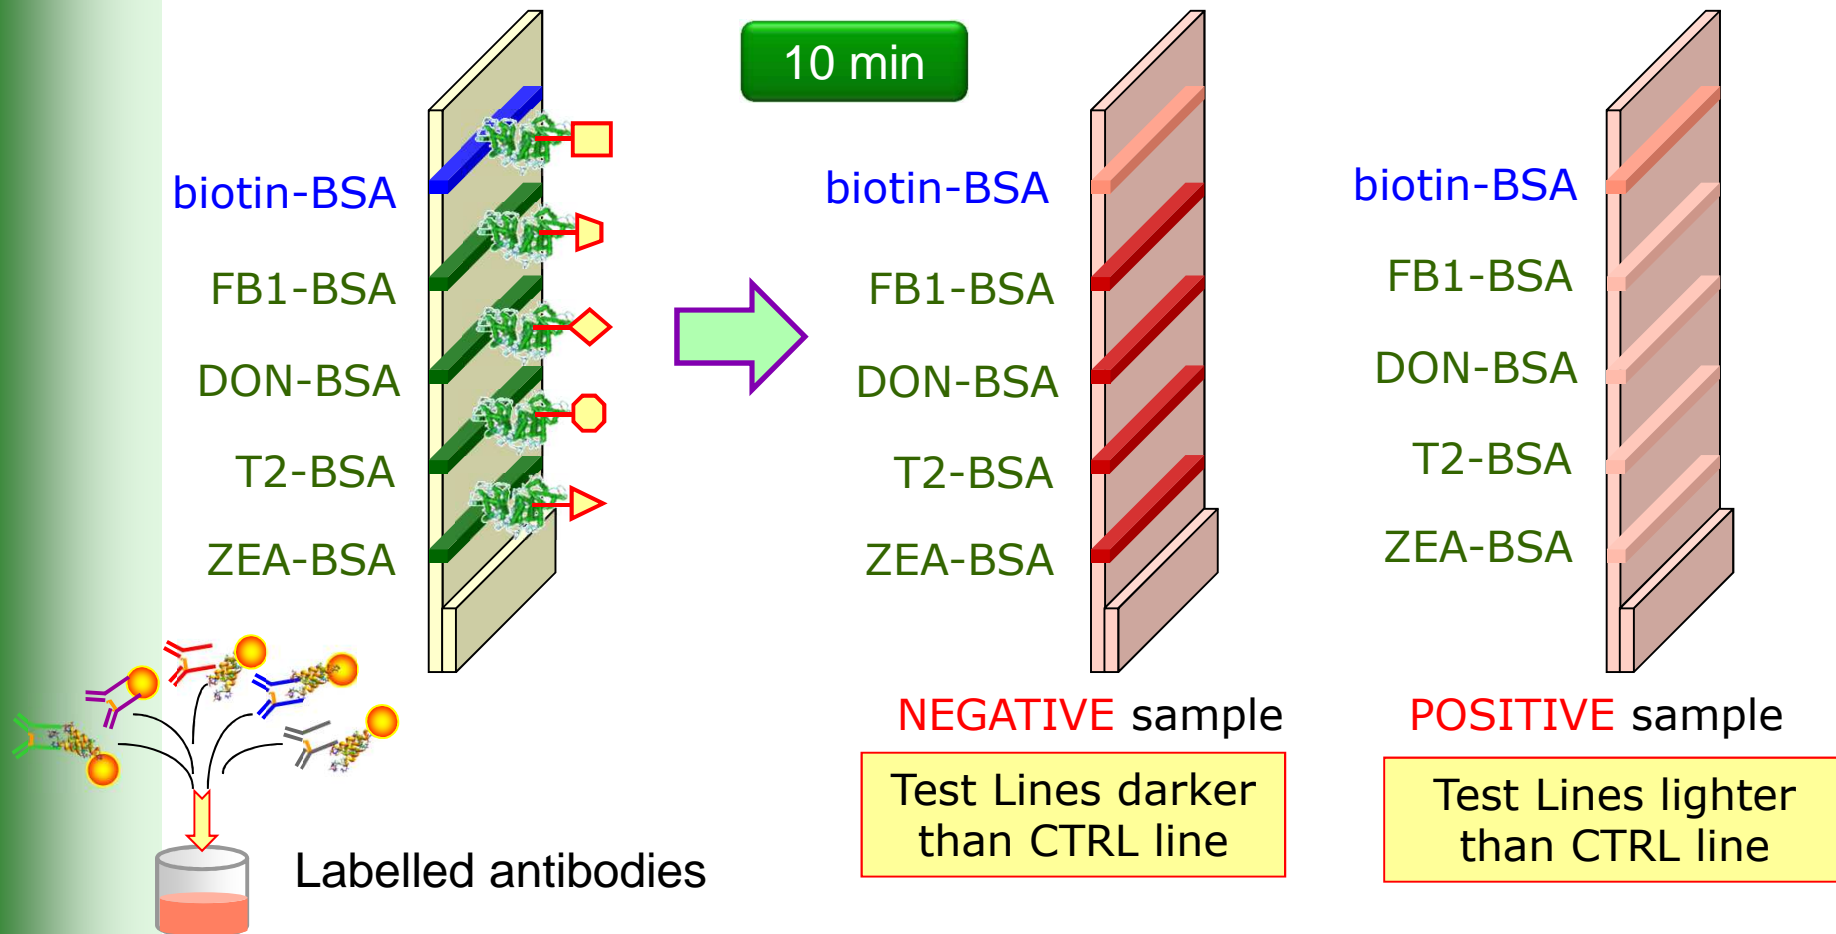 10 min
biotin-BSA
FB1-BSA
DON-BSA
T2-BSA
ZEA-BSA
Labelled antibodies
biotin-BSA
FB1-BSA
DON-BSA
T2-BSA
ZEA-BSA
NEGATIVE sample
Test Lines darker
than CTRL line
biotin-BSA
FB1-BSA
DON-BSA
T2-BSA
ZEA-BSA
POSITIVE sample
Test Lines lighter
than CTRL line